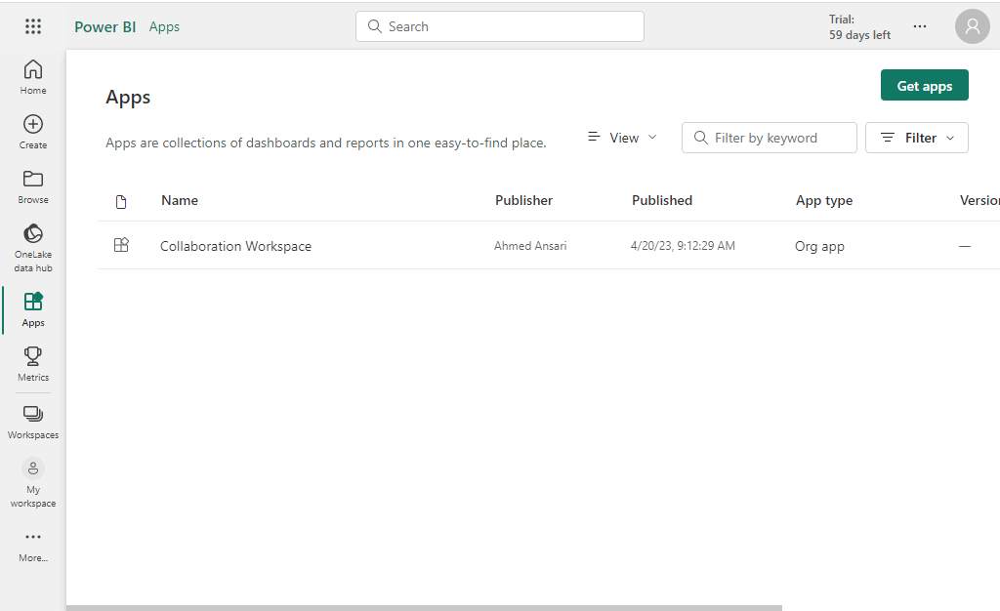 Power BI Apps
Search
Trial:
59 days left
Home
Create
Browse
OneLake
data hub
Apps
Metrics
Workspaces
My
workspace
More...
Apps
Get apps
Apps are collections of dashboards and reports in one easy-to-find place.
View
Filter by keyword
Filter
Name Publisher Published App type Version
Collaboration Workspace Ahmed Ansari 4/20/23, 9:12:29 AM Org app —